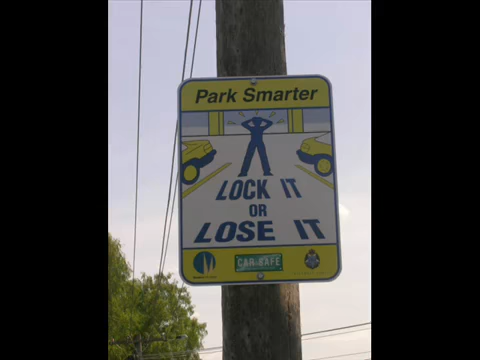 Park Smarter
LOCK IT
OR
LOSE IT
CAR SAFE